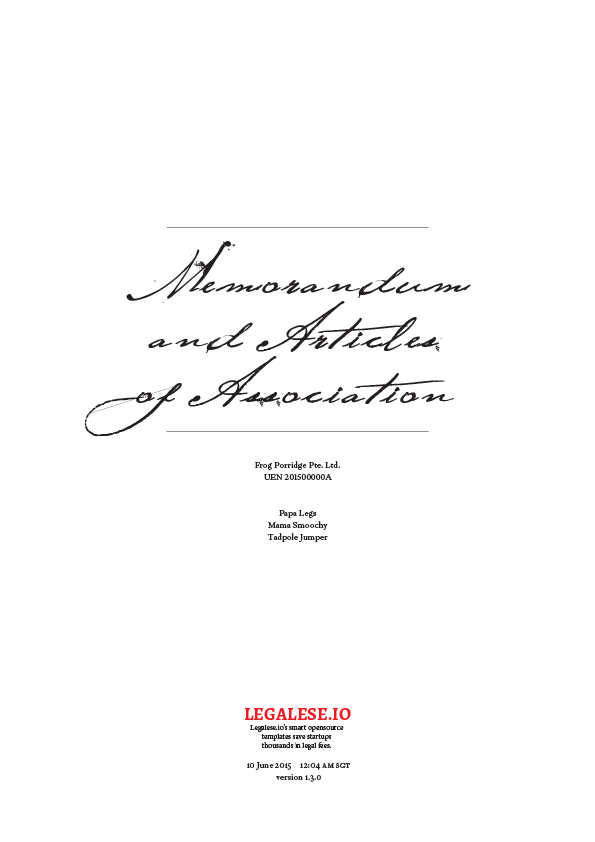 Memorandum
and Articles
of Association
Frog Porridge Pte. Ltd.
UEN 201500000A
Papa Legs
Mama Smoochy
Tadpole Jumper
LEGALESE.IO
Legalese.io's smart opensource
templates save startups
thousands in legal fees.
10 June 2015 12:04 AM SGT
version 1.3.0